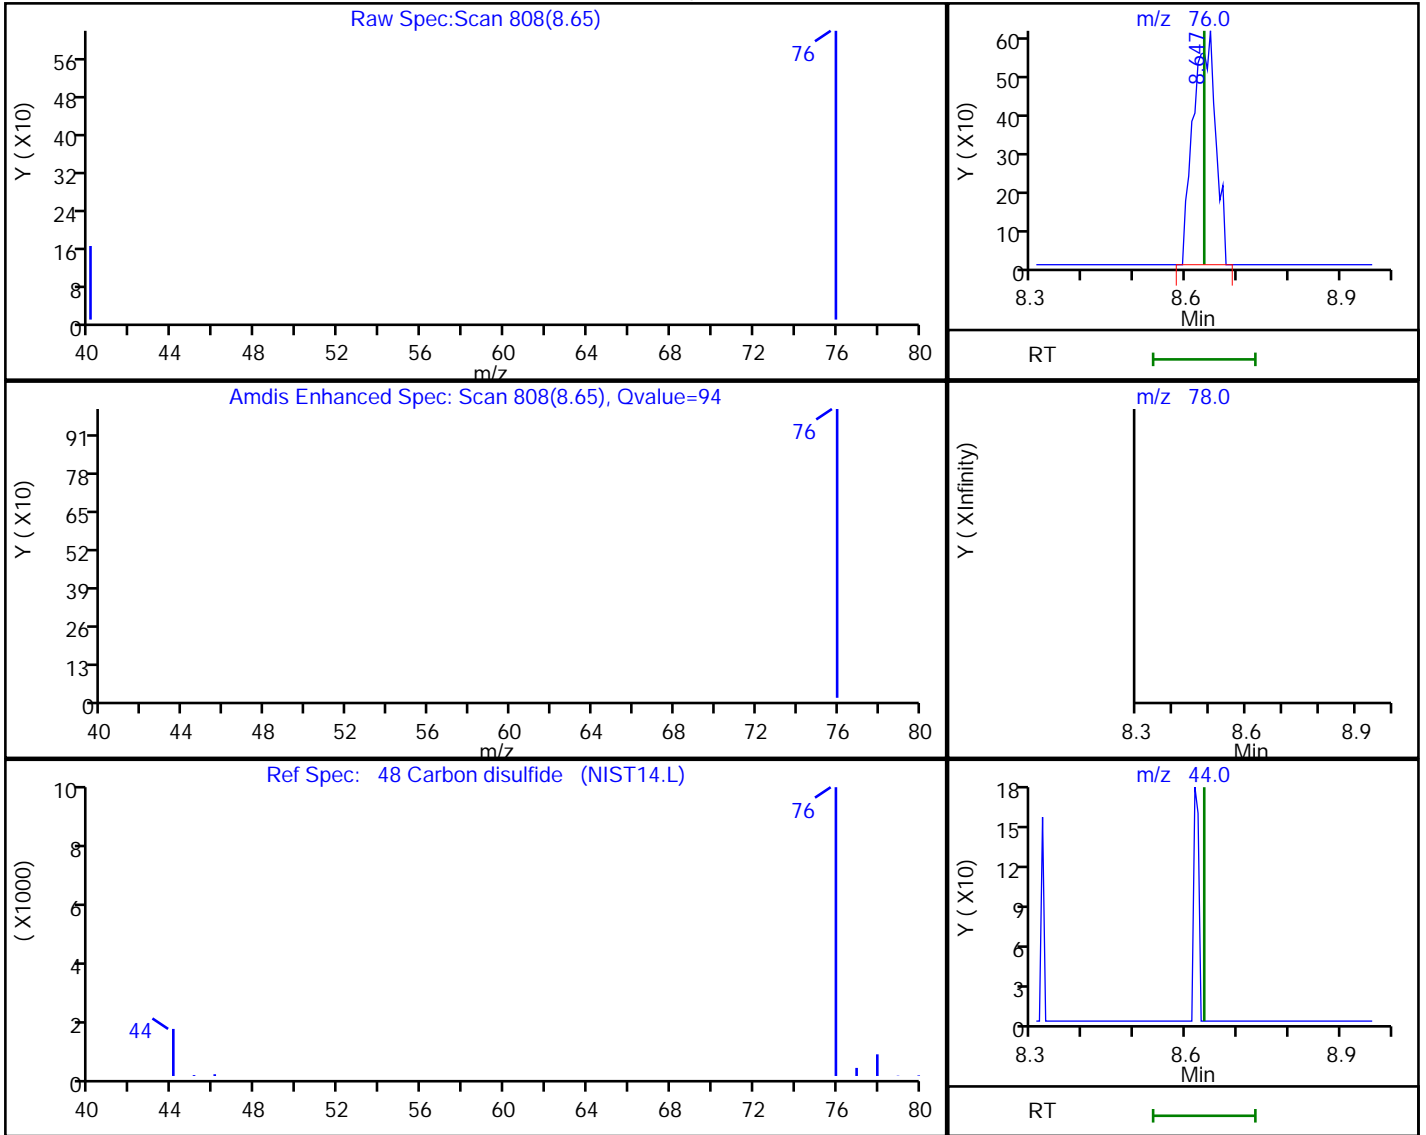 Raw Spec:Scan 808(8.65)
Y ( X10)
56
48
40
32
24
16
8
0
76
40 44 48 52 56 60 64 68 72 76 80
m/z
m/z 76.0
Y ( X10)
60
50
40
30
20
10
0
8.647
8.3 8.6 8.9
Min
RT
Amdis Enhanced Spec: Scan 808(8.65), Qvalue=94
Y ( X10)
91
78
65
52
39
26
13
0
76
40 44 48 52 56 60 64 68 72 76 80
m/z
m/z 78.0
Y ( XInfinity)
8.3 8.6 8.9
Min
Ref Spec: 48 Carbon disulfide (NIST14.L)
( X1000)
10
8
6
4
2
0
44
76
40 44 48 52 56 60 64 68 72 76 80
m/z 44.0
Y ( X10)
18
15
12
9
6
3
0
8.3 8.6 8.9
Min
RT